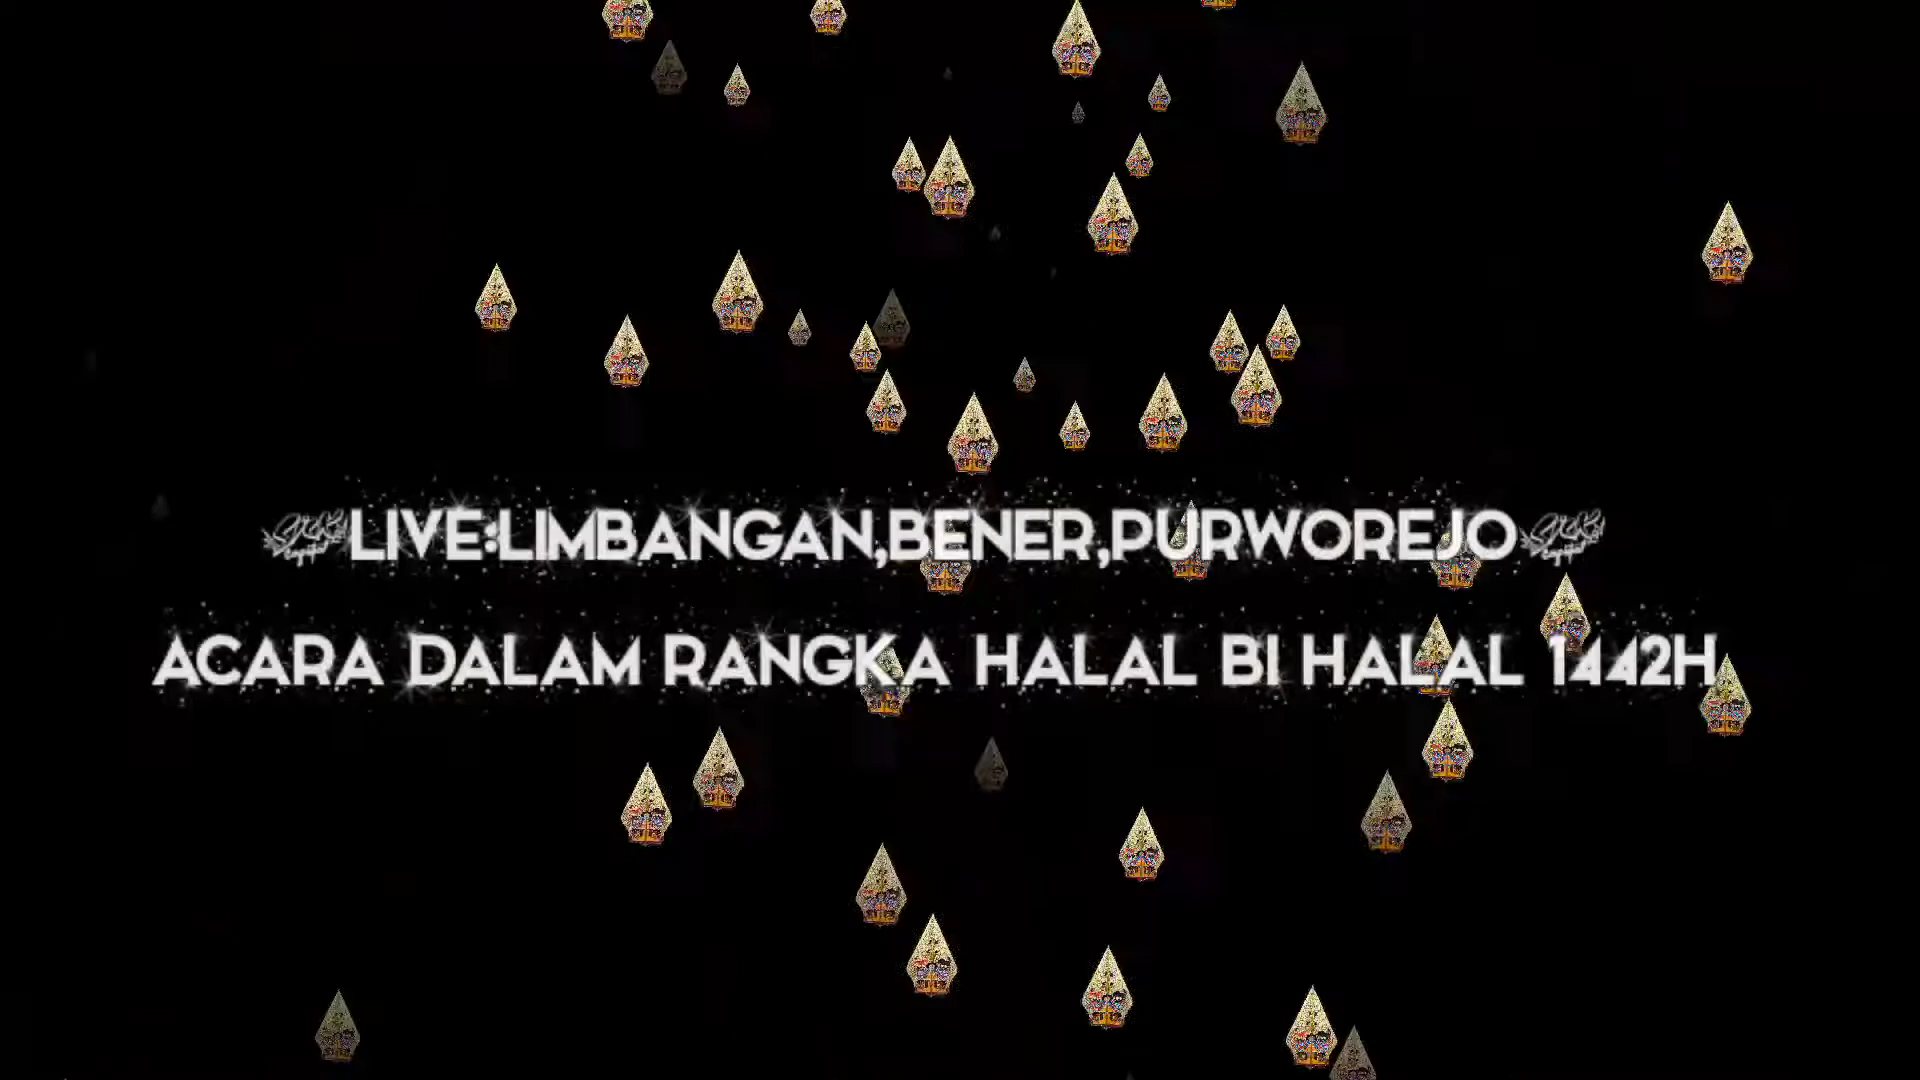 LIVE:LIMBANGAN,BENER,PURWOREJO
ACARA DALAM RANGKA HALAL BI HALAL 1442H